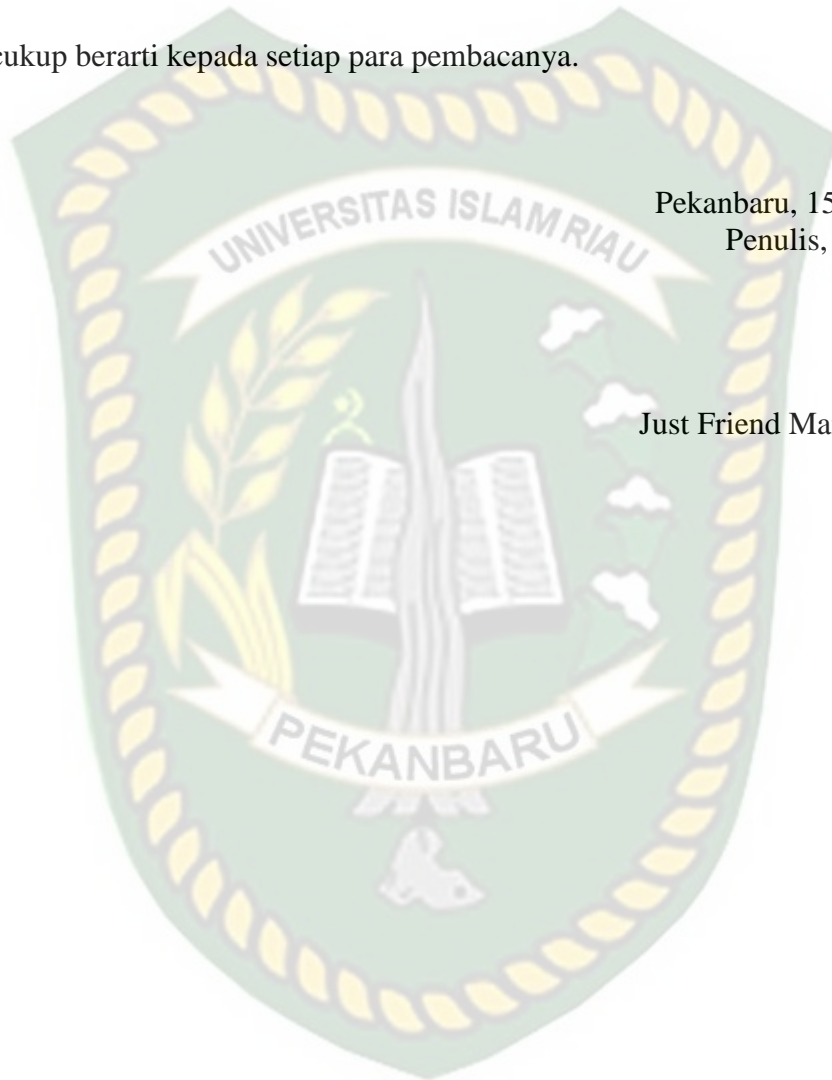 cukup berarti kepada setiap para pembacanya.
UNIVERSITAS ISLAM RIAU
Pekanbaru, 15
Penulis,
Just Friend Ma
PEKANBARU